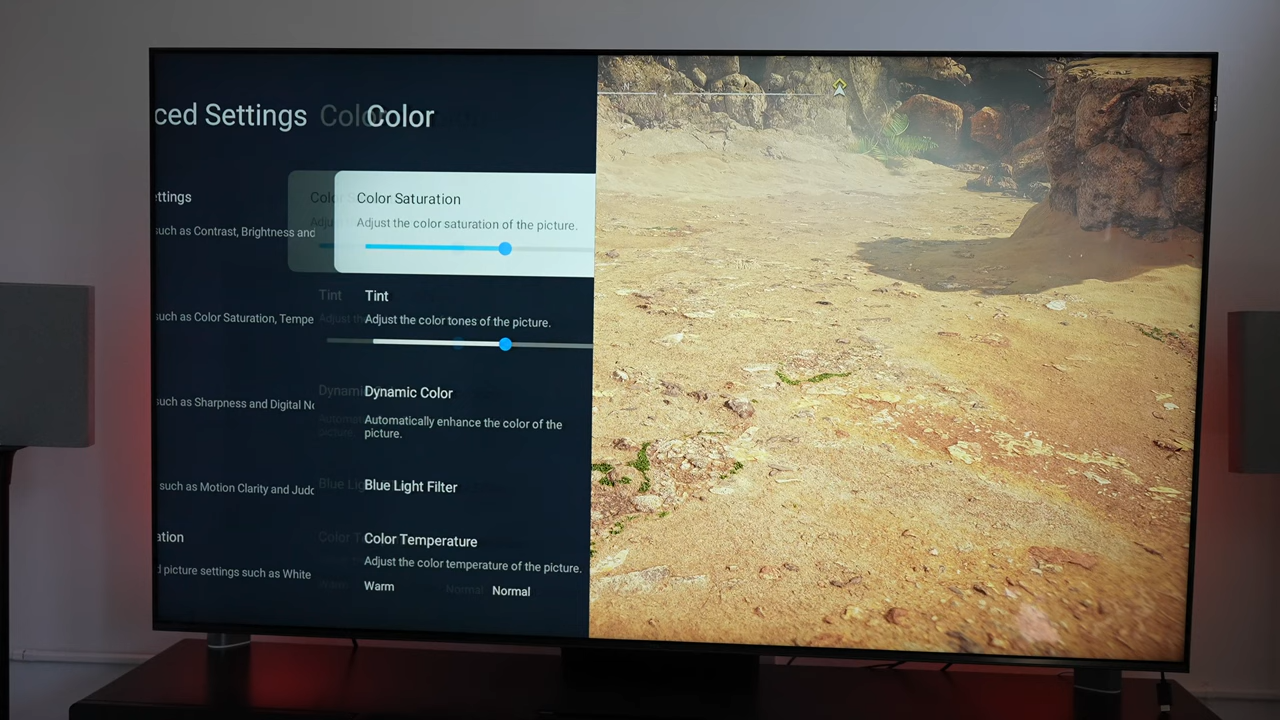 ced Settings
Color
ttings
such as Contrast, Brightness and
such as Color Saturation, Tempe
such as Sharpness and Digital No
such as Motion Clarity and Judd
ation
d picture settings such as White
Color Saturation
Adjust the color saturation of the picture.
Tint
Adjust the color tones of the picture.
Dynamic Color
Automatically enhance the color of the
picture.
Blue Light Filter
Color Temperature
Adjust the color temperature of the picture.
Warm Normal